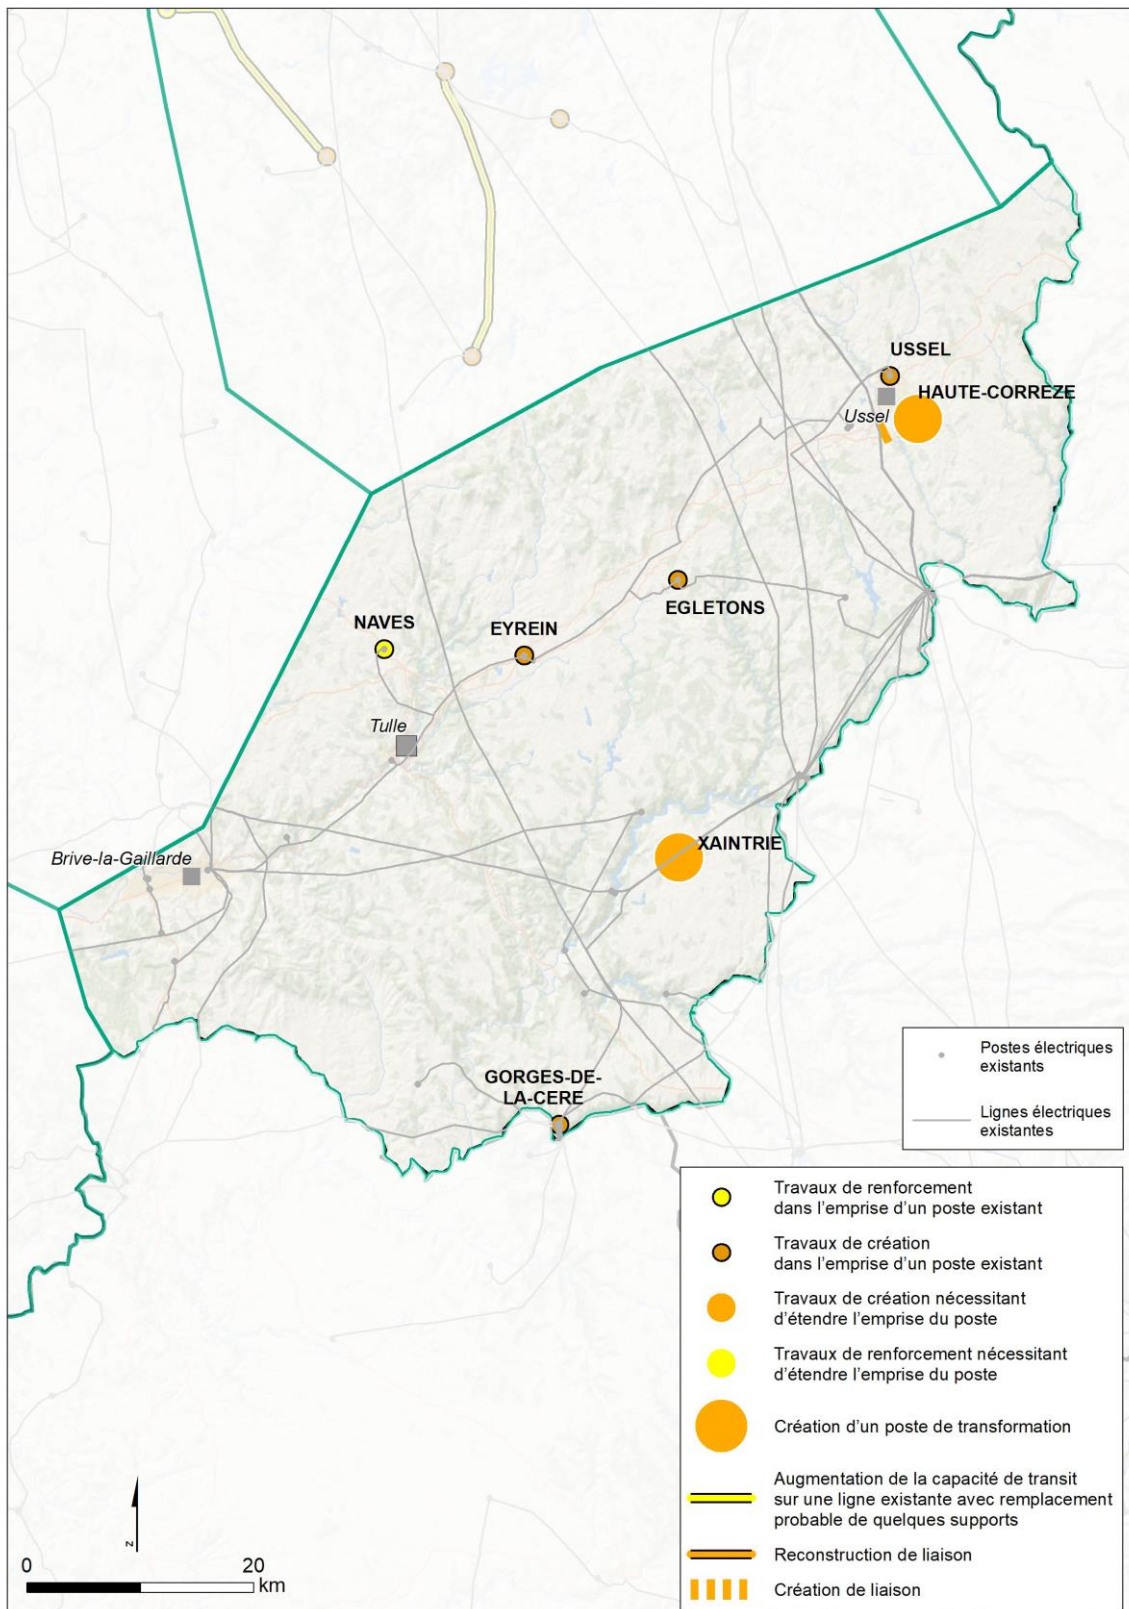 USSEL
HAUTE-CORREZE
Ussel
EGLETONS
NAVES
EYREIN
Tulle
XAINTRIE
Brive-la-Gaillarde
GORGES-DE-
LA-CERE
Postes électriques
existants
Lignes électriques
existantes
Travaux de renforcement
dans l'emprise d'un poste existant
Travaux de création
dans l'emprise d'un poste existant
Travaux de création nécessitant
d'étendre l'emprise du poste
Travaux de renforcement nécessitant
d'étendre l'emprise du poste
Création d'un poste de transformation
Augmentation de la capacité de transit
sur une ligne existante avec remplacement
probable de quelques supports
Reconstruction de liaison
Création de liaison
N
0 20
km